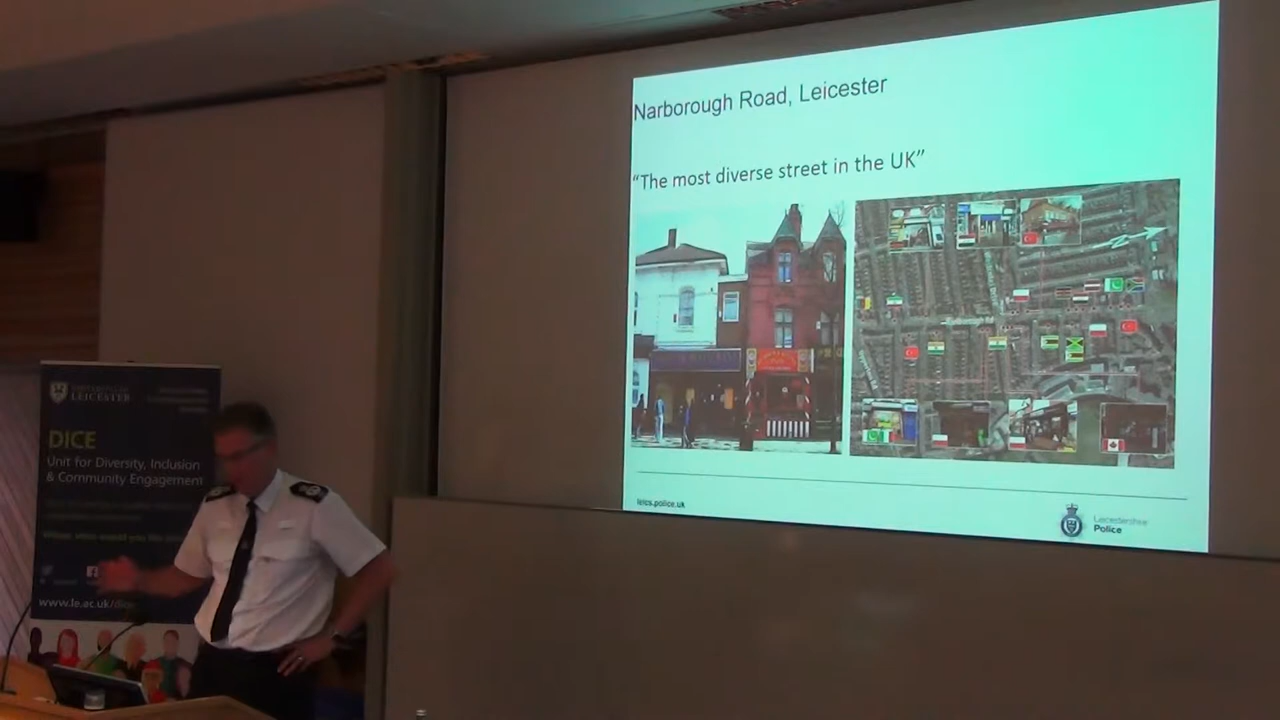 Narborough Road, Leicester
“The most diverse street in the UK”
leics.police.uk
Leicestershire
Police
LEICESTER
DICE
Unit for Diversity, Inclusion
& Community Engagement
www.le.ac.uk/dice